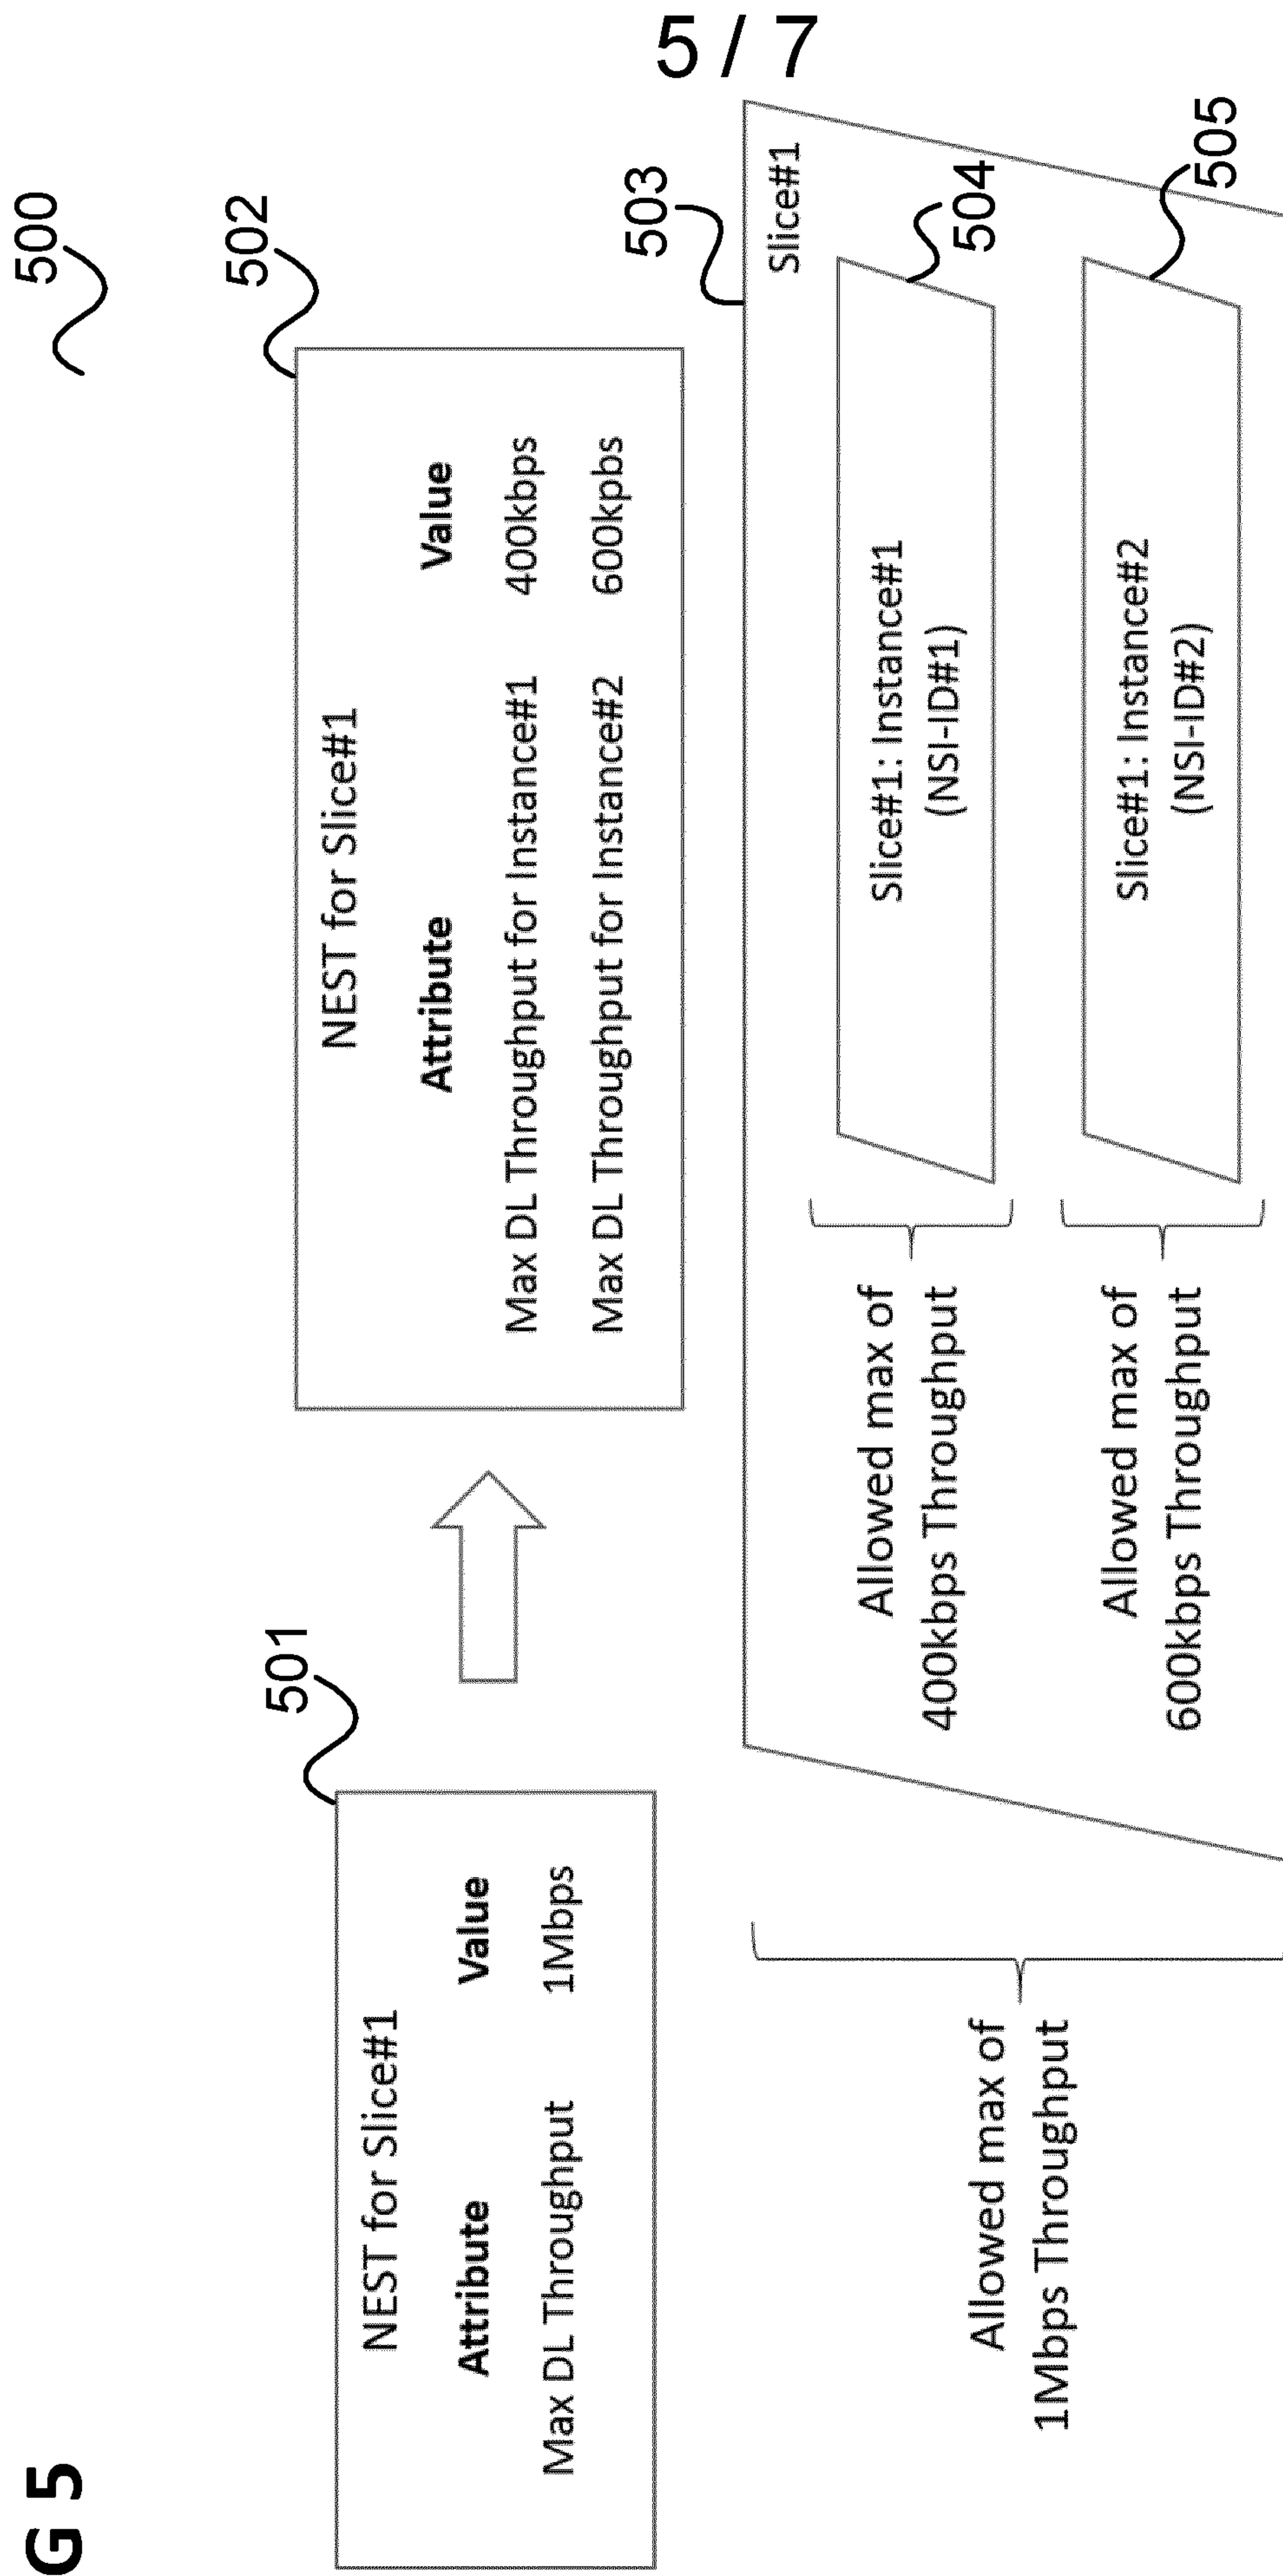 5 / 7
G 5
500
501
NEST for Slice#1
Attribute Value
Max DL Throughput 1Mbps
502
NEST for Slice#1
Attribute Value
Max DL Throughput for Instance#1 400kbps
Max DL Throughput for Instance#2 600kpbs
503
Slice#1
Allowed max of
1Mbps Throughput
Allowed max of
400kbps Throughput
Slice#1: Instance#1
(NSI-ID#1)
504
Allowed max of
600kbps Throughput
Slice#1: Instance#2
(NSI-ID#2)
505